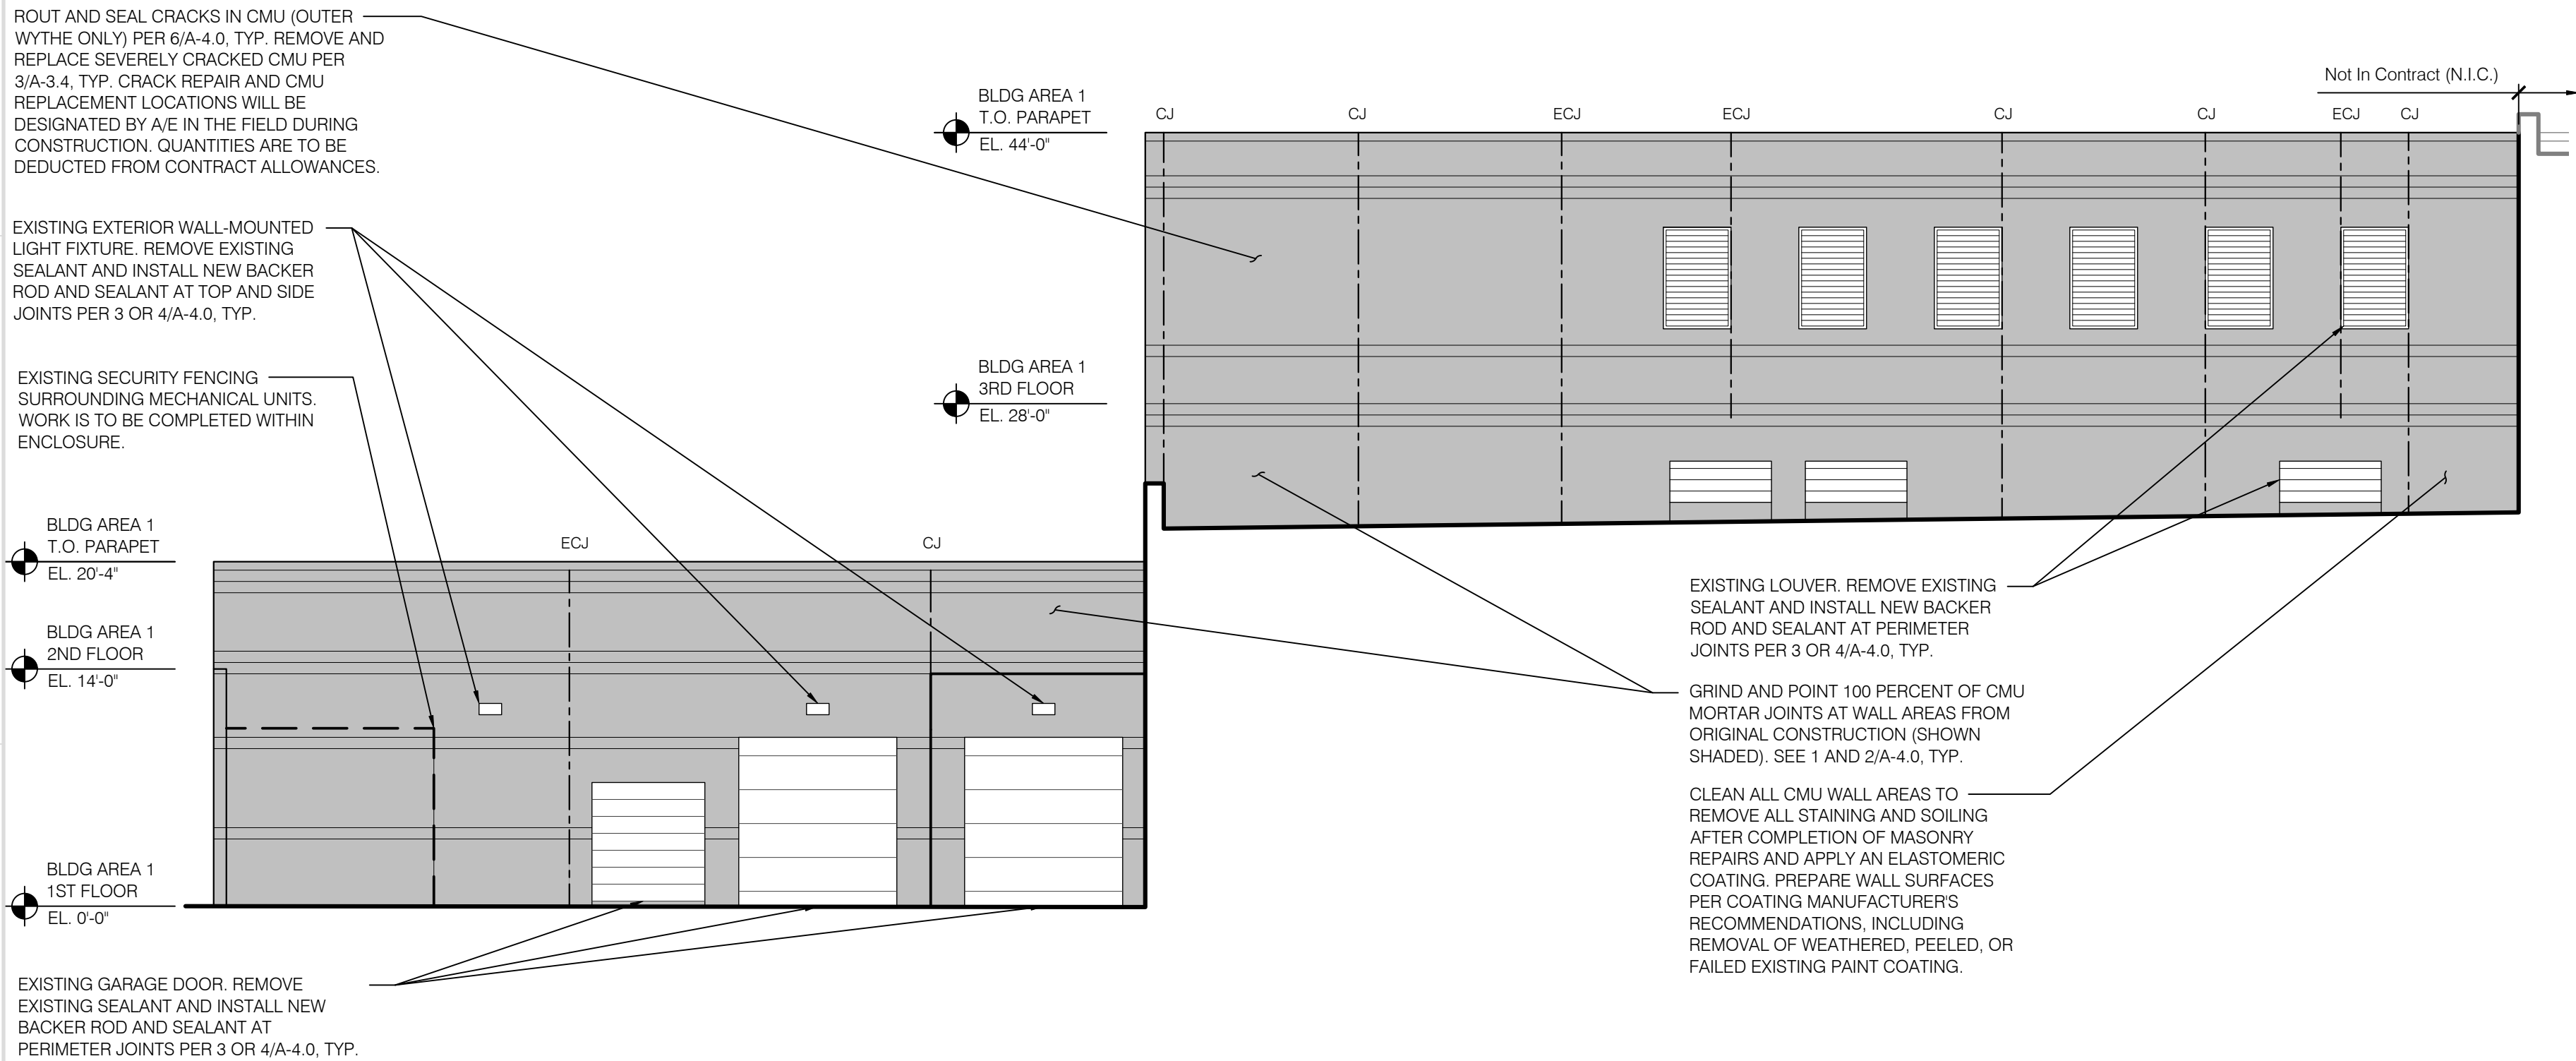 ROUT AND SEAL CRACKS IN CMU (OUTER
WYTHE ONLY) PER 6/A-4.0, TYP. REMOVE AND
REPLACE SEVERELY CRACKED CMU PER
3/A-3.4, TYP. CRACK REPAIR AND CMU
REPLACEMENT LOCATIONS WILL BE
DESIGNATED BY A/E IN THE FIELD DURING
CONSTRUCTION. QUANTITIES ARE TO BE
DEDUCTED FROM CONTRACT ALLOWANCES.
EXISTING EXTERIOR WALL-MOUNTED
LIGHT FIXTURE. REMOVE EXISTING
SEALANT AND INSTALL NEW BACKER
ROD AND SEALANT AT TOP AND SIDE
JOINTS PER 3 OR 4/A-4.0, TYP.
EXISTING SECURITY FENCING
SURROUNDING MECHANICAL UNITS.
WORK IS TO BE COMPLETED WITHIN
ENCLOSURE.
BLDG AREA 1
T.O. PARAPET
EL. 20'-4"
BLDG AREA 1
2ND FLOOR
EL. 14'-0"
BLDG AREA 1
1ST FLOOR
EL. 0'-0"
EXISTING GARAGE DOOR. REMOVE
EXISTING SEALANT AND INSTALL NEW
BACKER ROD AND SEALANT AT
PERIMETER JOINTS PER 3 OR 4/A-4.0, TYP.
ECJ
CJ
BLDG AREA 1
T.O. PARAPET
EL. 44'-0"
BLDG AREA 1
3RD FLOOR
EL. 28'-0"
CJ
CJ
ECJ
ECJ
CJ
CJ
ECJ
CJ
Not In Contract (N.I.C.)
EXISTING LOUVER. REMOVE EXISTING
SEALANT AND INSTALL NEW BACKER
ROD AND SEALANT AT PERIMETER
JOINTS PER 3 OR 4/A-4.0, TYP.
GRIND AND POINT 100 PERCENT OF CMU
MORTAR JOINTS AT WALL AREAS FROM
ORIGINAL CONSTRUCTION (SHOWN
SHADED). SEE 1 AND 2/A-4.0, TYP.
CLEAN ALL CMU WALL AREAS TO
REMOVE ALL STAINING AND SOILING
AFTER COMPLETION OF MASONRY
REPAIRS AND APPLY AN ELASTOMERIC
COATING. PREPARE WALL SURFACES
PER COATING MANUFACTURER'S
RECOMMENDATIONS, INCLUDING
REMOVAL OF WEATHERED, PEELED, OR
FAILED EXISTING PAINT COATING.